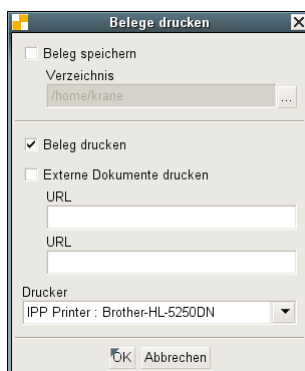 Belege drucken
Beleg speichern
Verzeichnis
/home/krane
...
Beleg drucken
Externe Dokumente drucken
URL
URL
Drucker
IPP Printer : Brother-HL-5250DN
OK Abbrechen